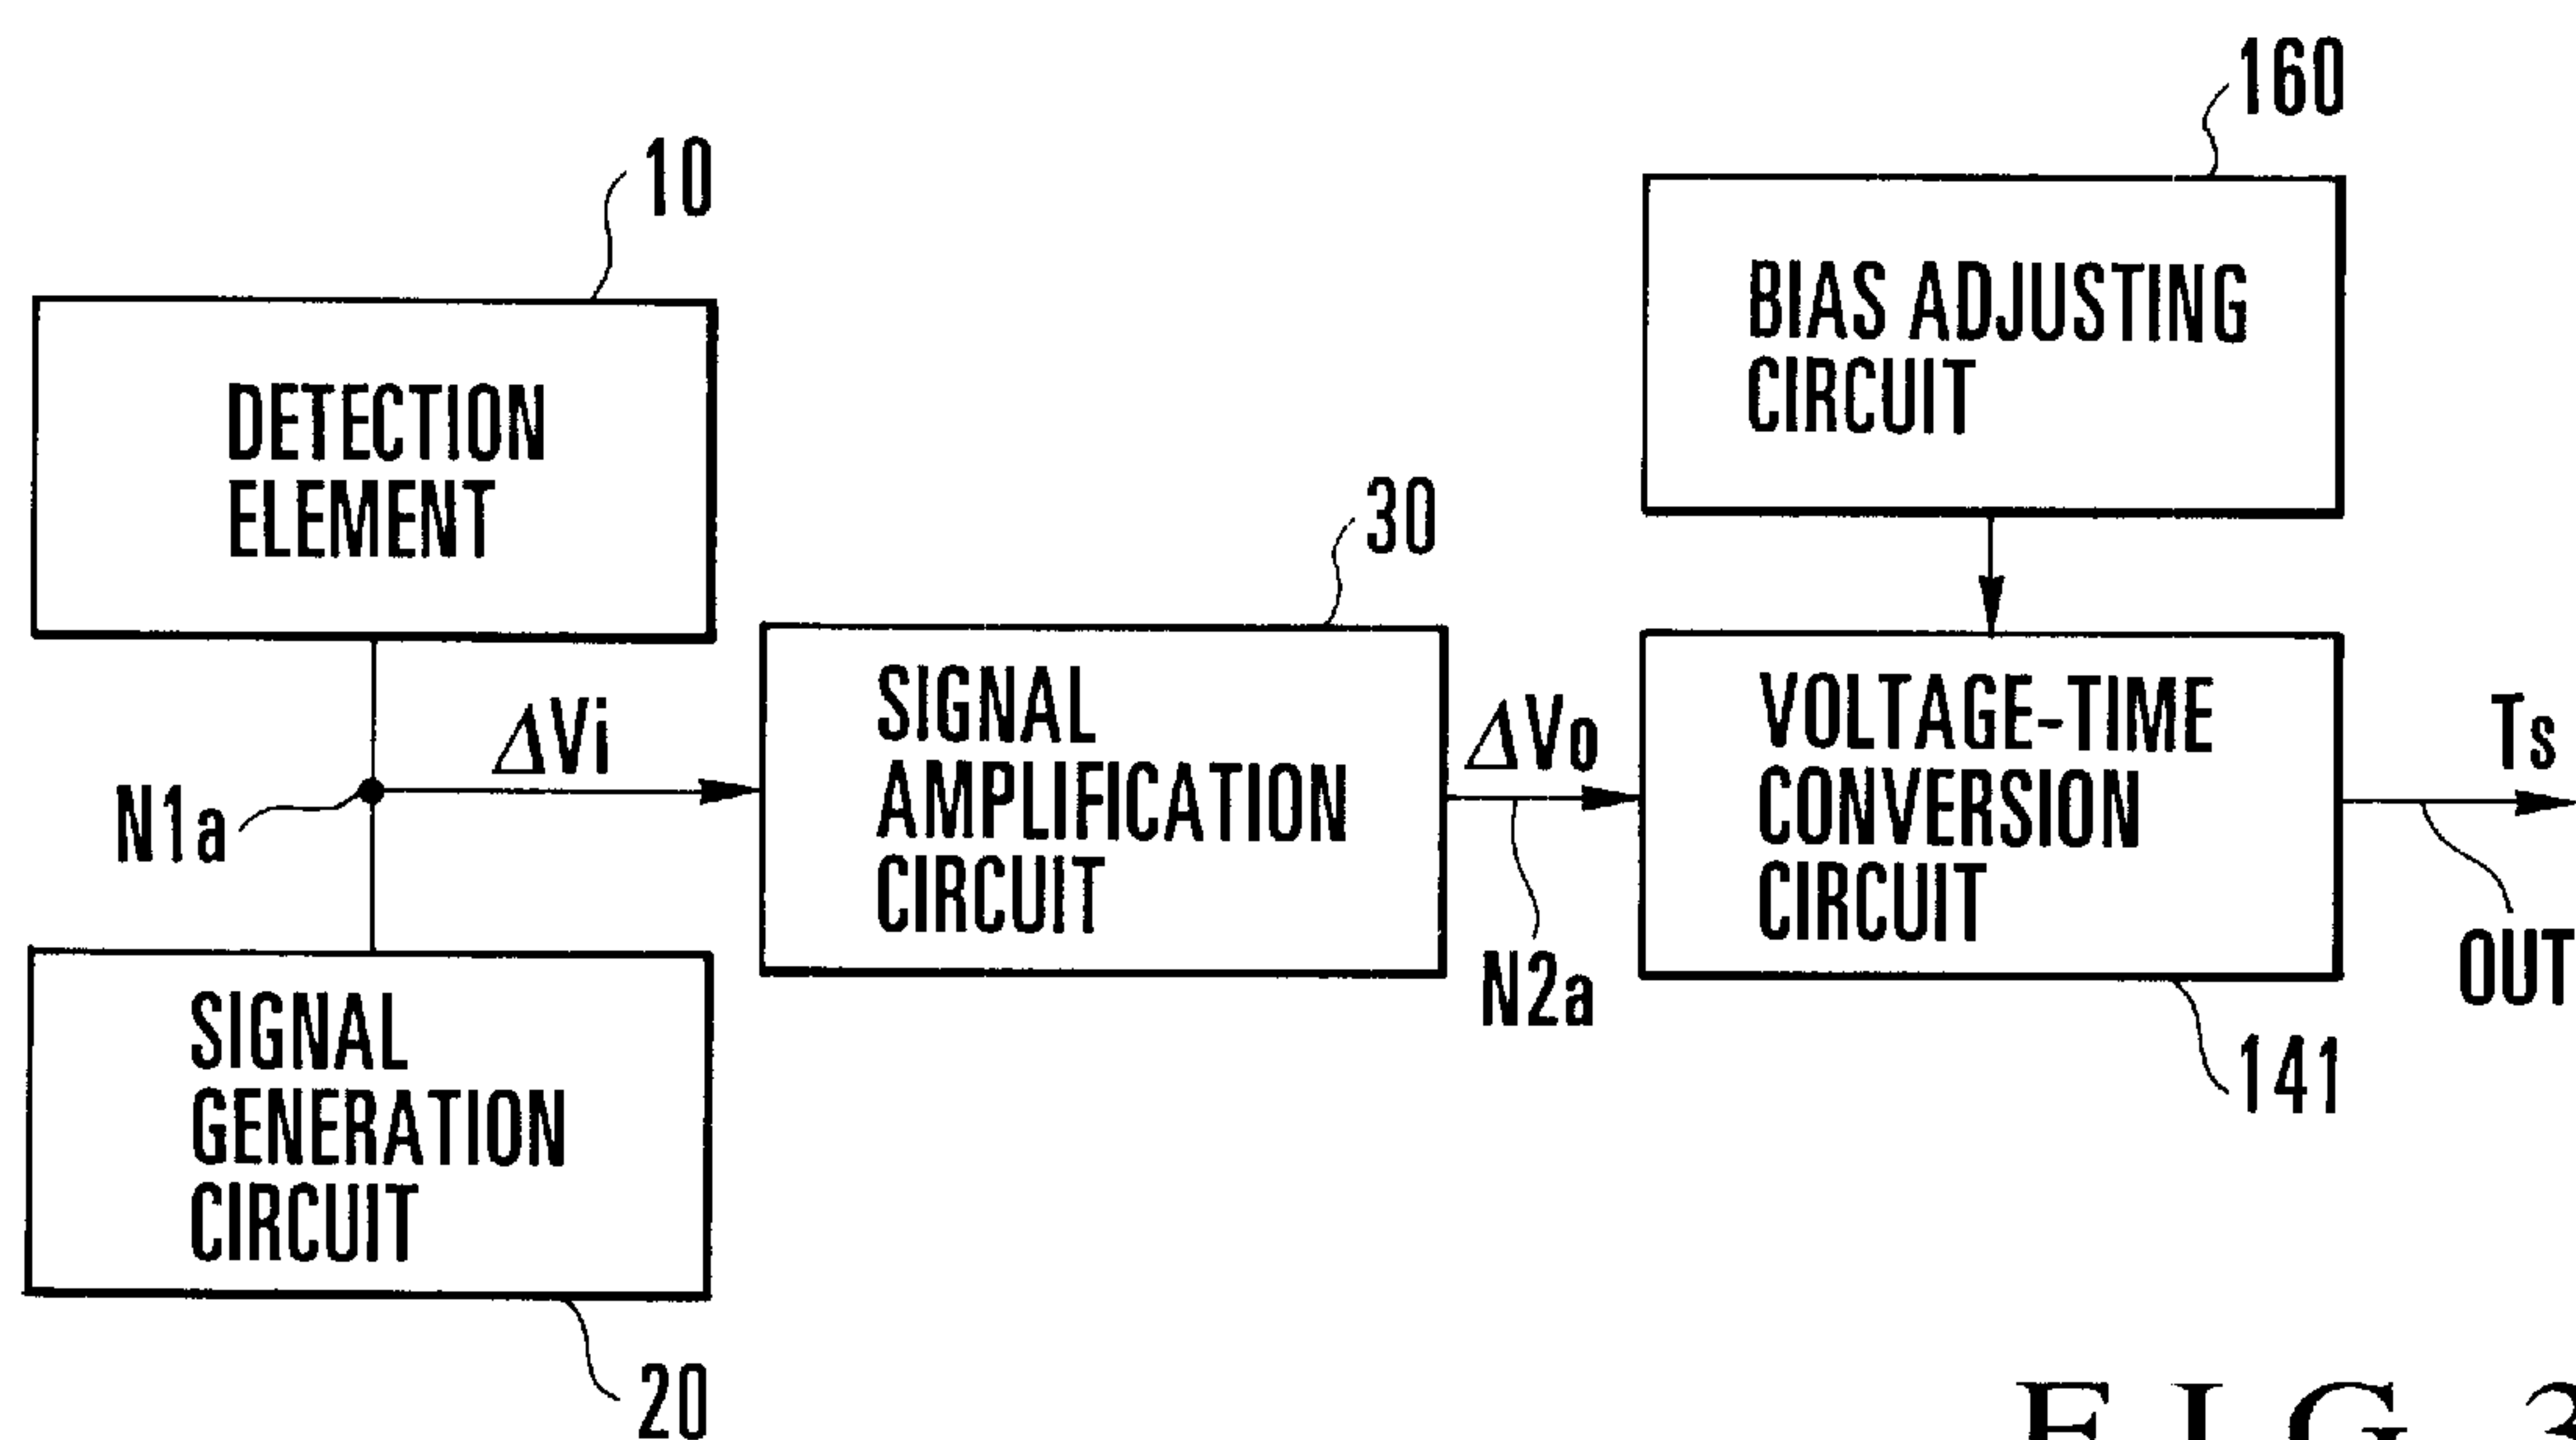 160
10
BIAS ADJUSTING
CIRCUIT
DETECTION
ELEMENT
30
ΔVi
SIGNAL
AMPLIFICATION
CIRCUIT
ΔVo
VOLTAGE-TIME
CONVERSION
CIRCUIT
Ts
N1a
N2a
OUT
SIGNAL
GENERATION
CIRCUIT
141
20